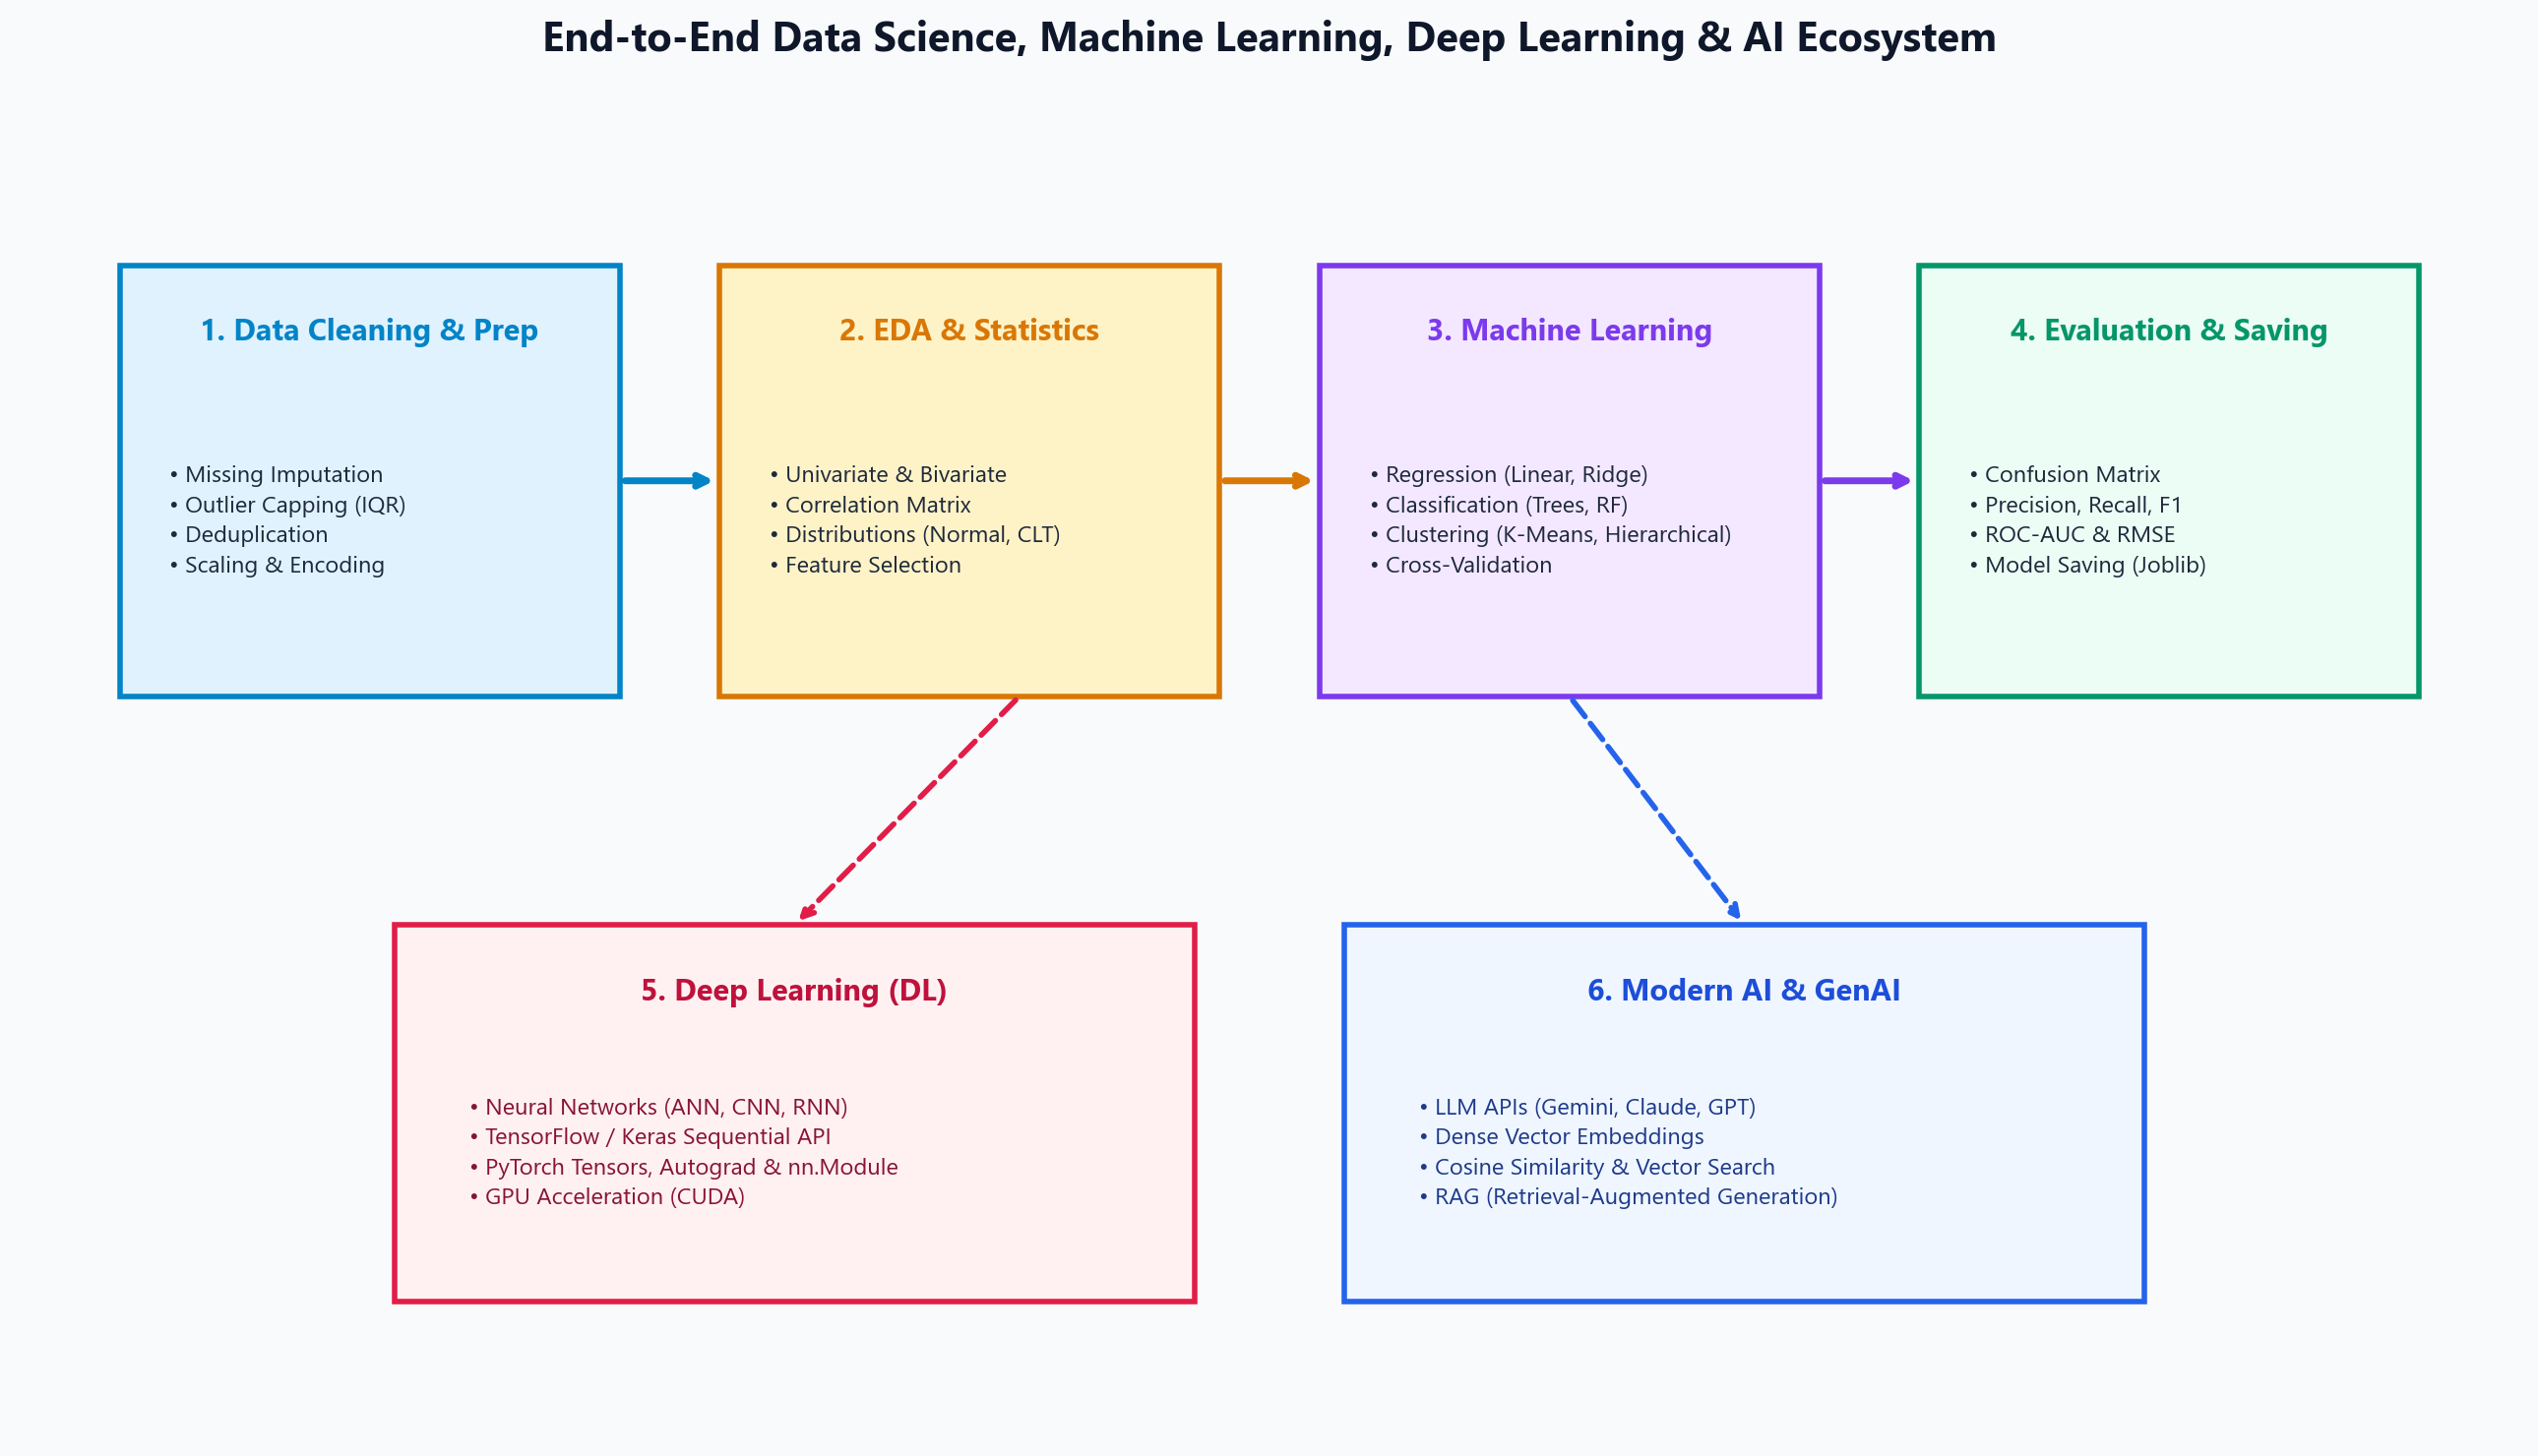 End-to-End Data Science, Machine Learning, Deep Learning & AI Ecosystem
1. Data Cleaning & Prep
• Missing Imputation
• Outlier Capping (IQR)
• Deduplication
• Scaling & Encoding
2. EDA & Statistics
• Univariate & Bivariate
• Correlation Matrix
• Distributions (Normal, CLT)
• Feature Selection
3. Machine Learning
• Regression (Linear, Ridge)
• Classification (Trees, RF)
• Clustering (K-Means, Hierarchical)
• Cross-Validation
4. Evaluation & Saving
• Confusion Matrix
• Precision, Recall, F1
• ROC-AUC & RMSE
• Model Saving (Joblib)
5. Deep Learning (DL)
• Neural Networks (ANN, CNN, RNN)
• TensorFlow / Keras Sequential API
• PyTorch Tensors, Autograd & nn.Module
• GPU Acceleration (CUDA)
6. Modern AI & GenAI
• LLM APIs (Gemini, Claude, GPT)
• Dense Vector Embeddings
• Cosine Similarity & Vector Search
• RAG (Retrieval-Augmented Generation)